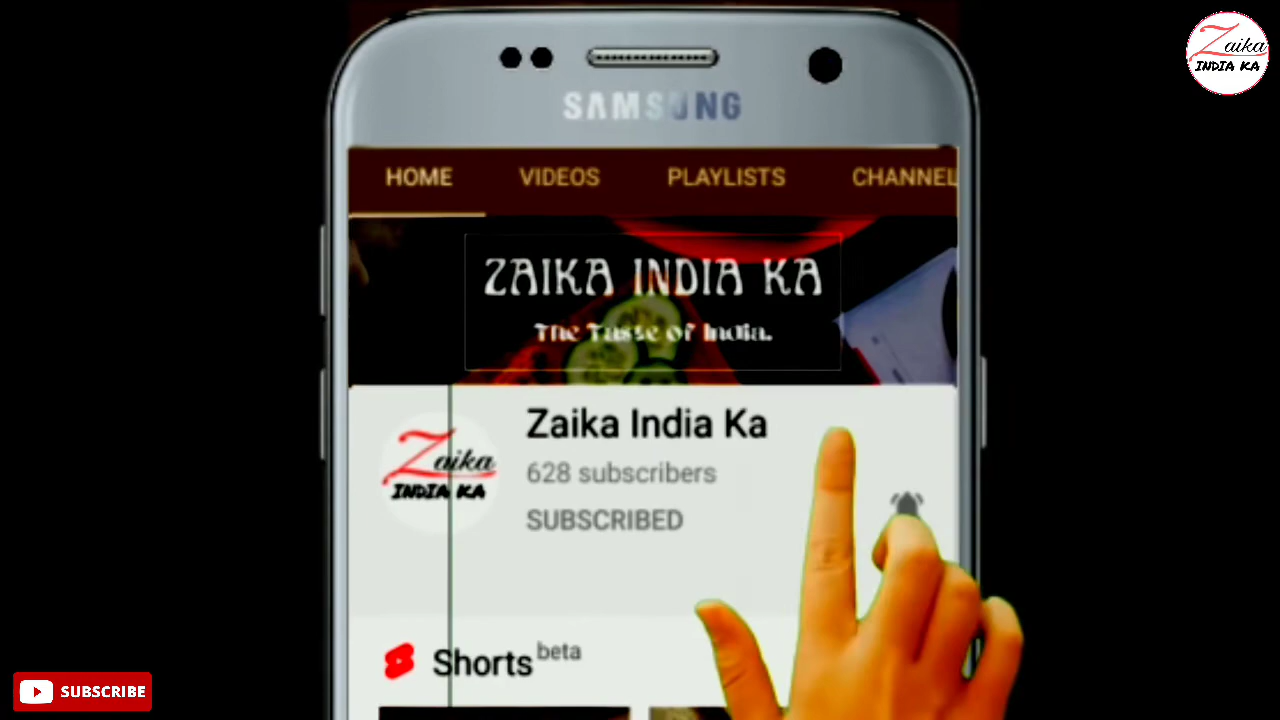 Zaika
INDIA KA
SAMSUNG
HOME VIDEOS PLAYLISTS CHANNEL
ZAIKA INDIA KA
The Taste of India.
Zaika India Ka
628 subscribers
SUBSCRIBED
Zaika
INDIA KA
Shorts beta
SUBSCRIBE